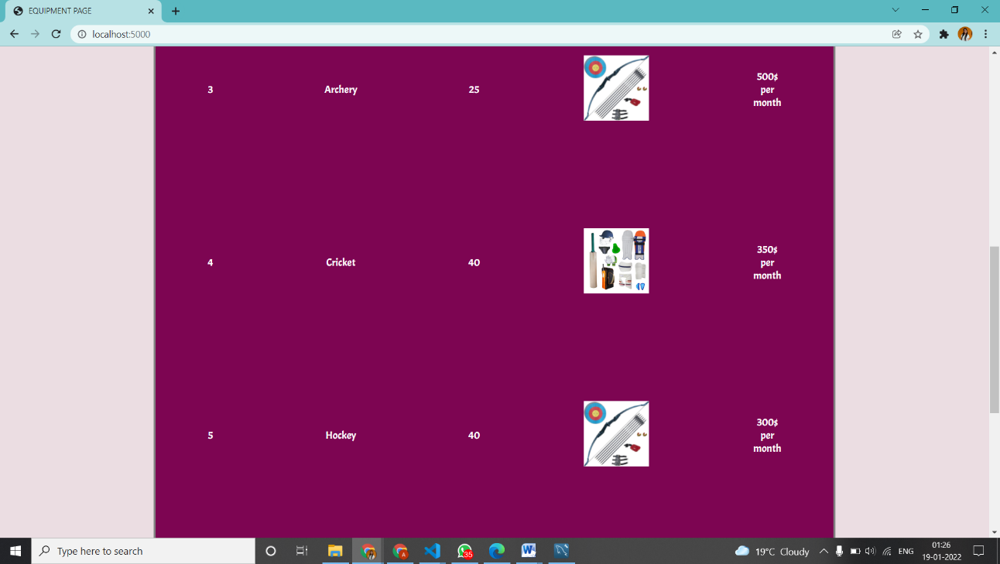 EQUIPMENT PAGE
localhost:5000
3 Archery 25 500$
per
month
4 Cricket 40 350$
per
month
5 Hockey 40 300$
per
month
Type here to search
35
A
W
19°C Cloudy
ENG
01:26
19-01-2022